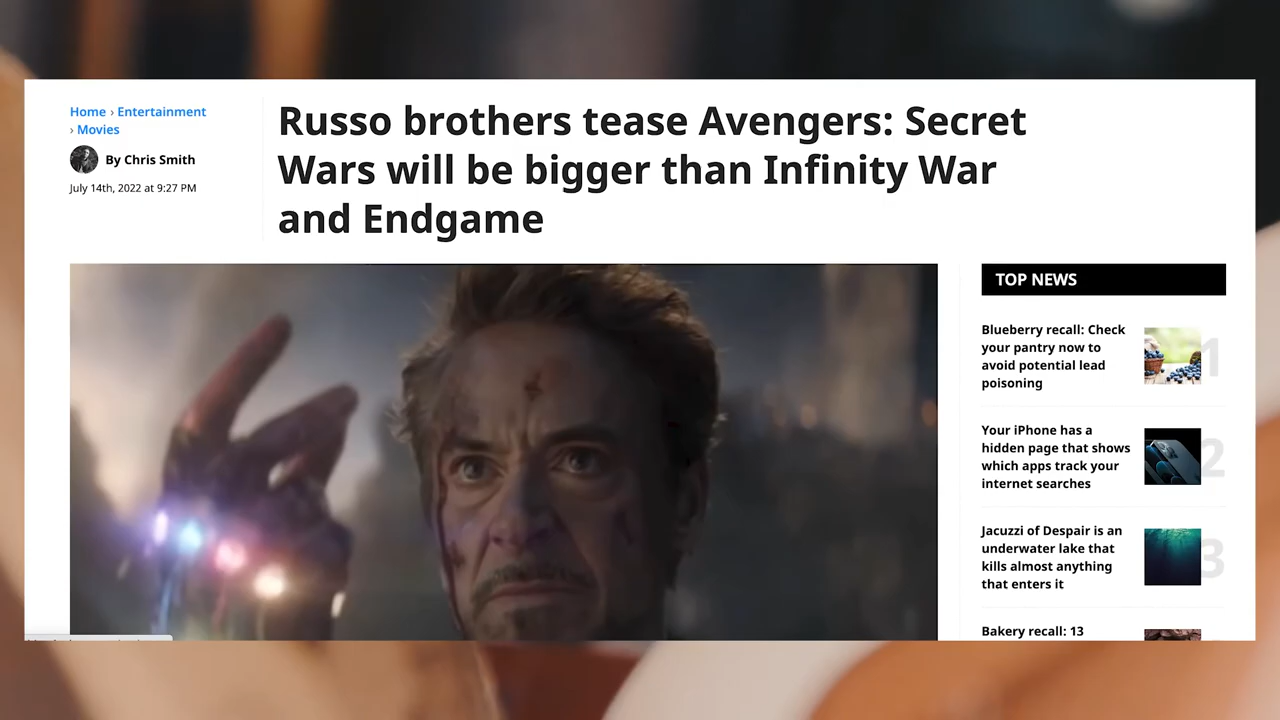 Home › Entertainment
› Movies
By Chris Smith
July 14th, 2022 at 9:27 PM
Russo brothers tease Avengers: Secret
Wars will be bigger than Infinity War
and Endgame
TOP NEWS
Blueberry recall: Check
your pantry now to
avoid potential lead
poisoning
1
Your iPhone has a
hidden page that shows
which apps track your
internet searches
2
Jacuzzi of Despair is an
underwater lake that
kills almost anything
that enters it
3
Bakery recall: 13